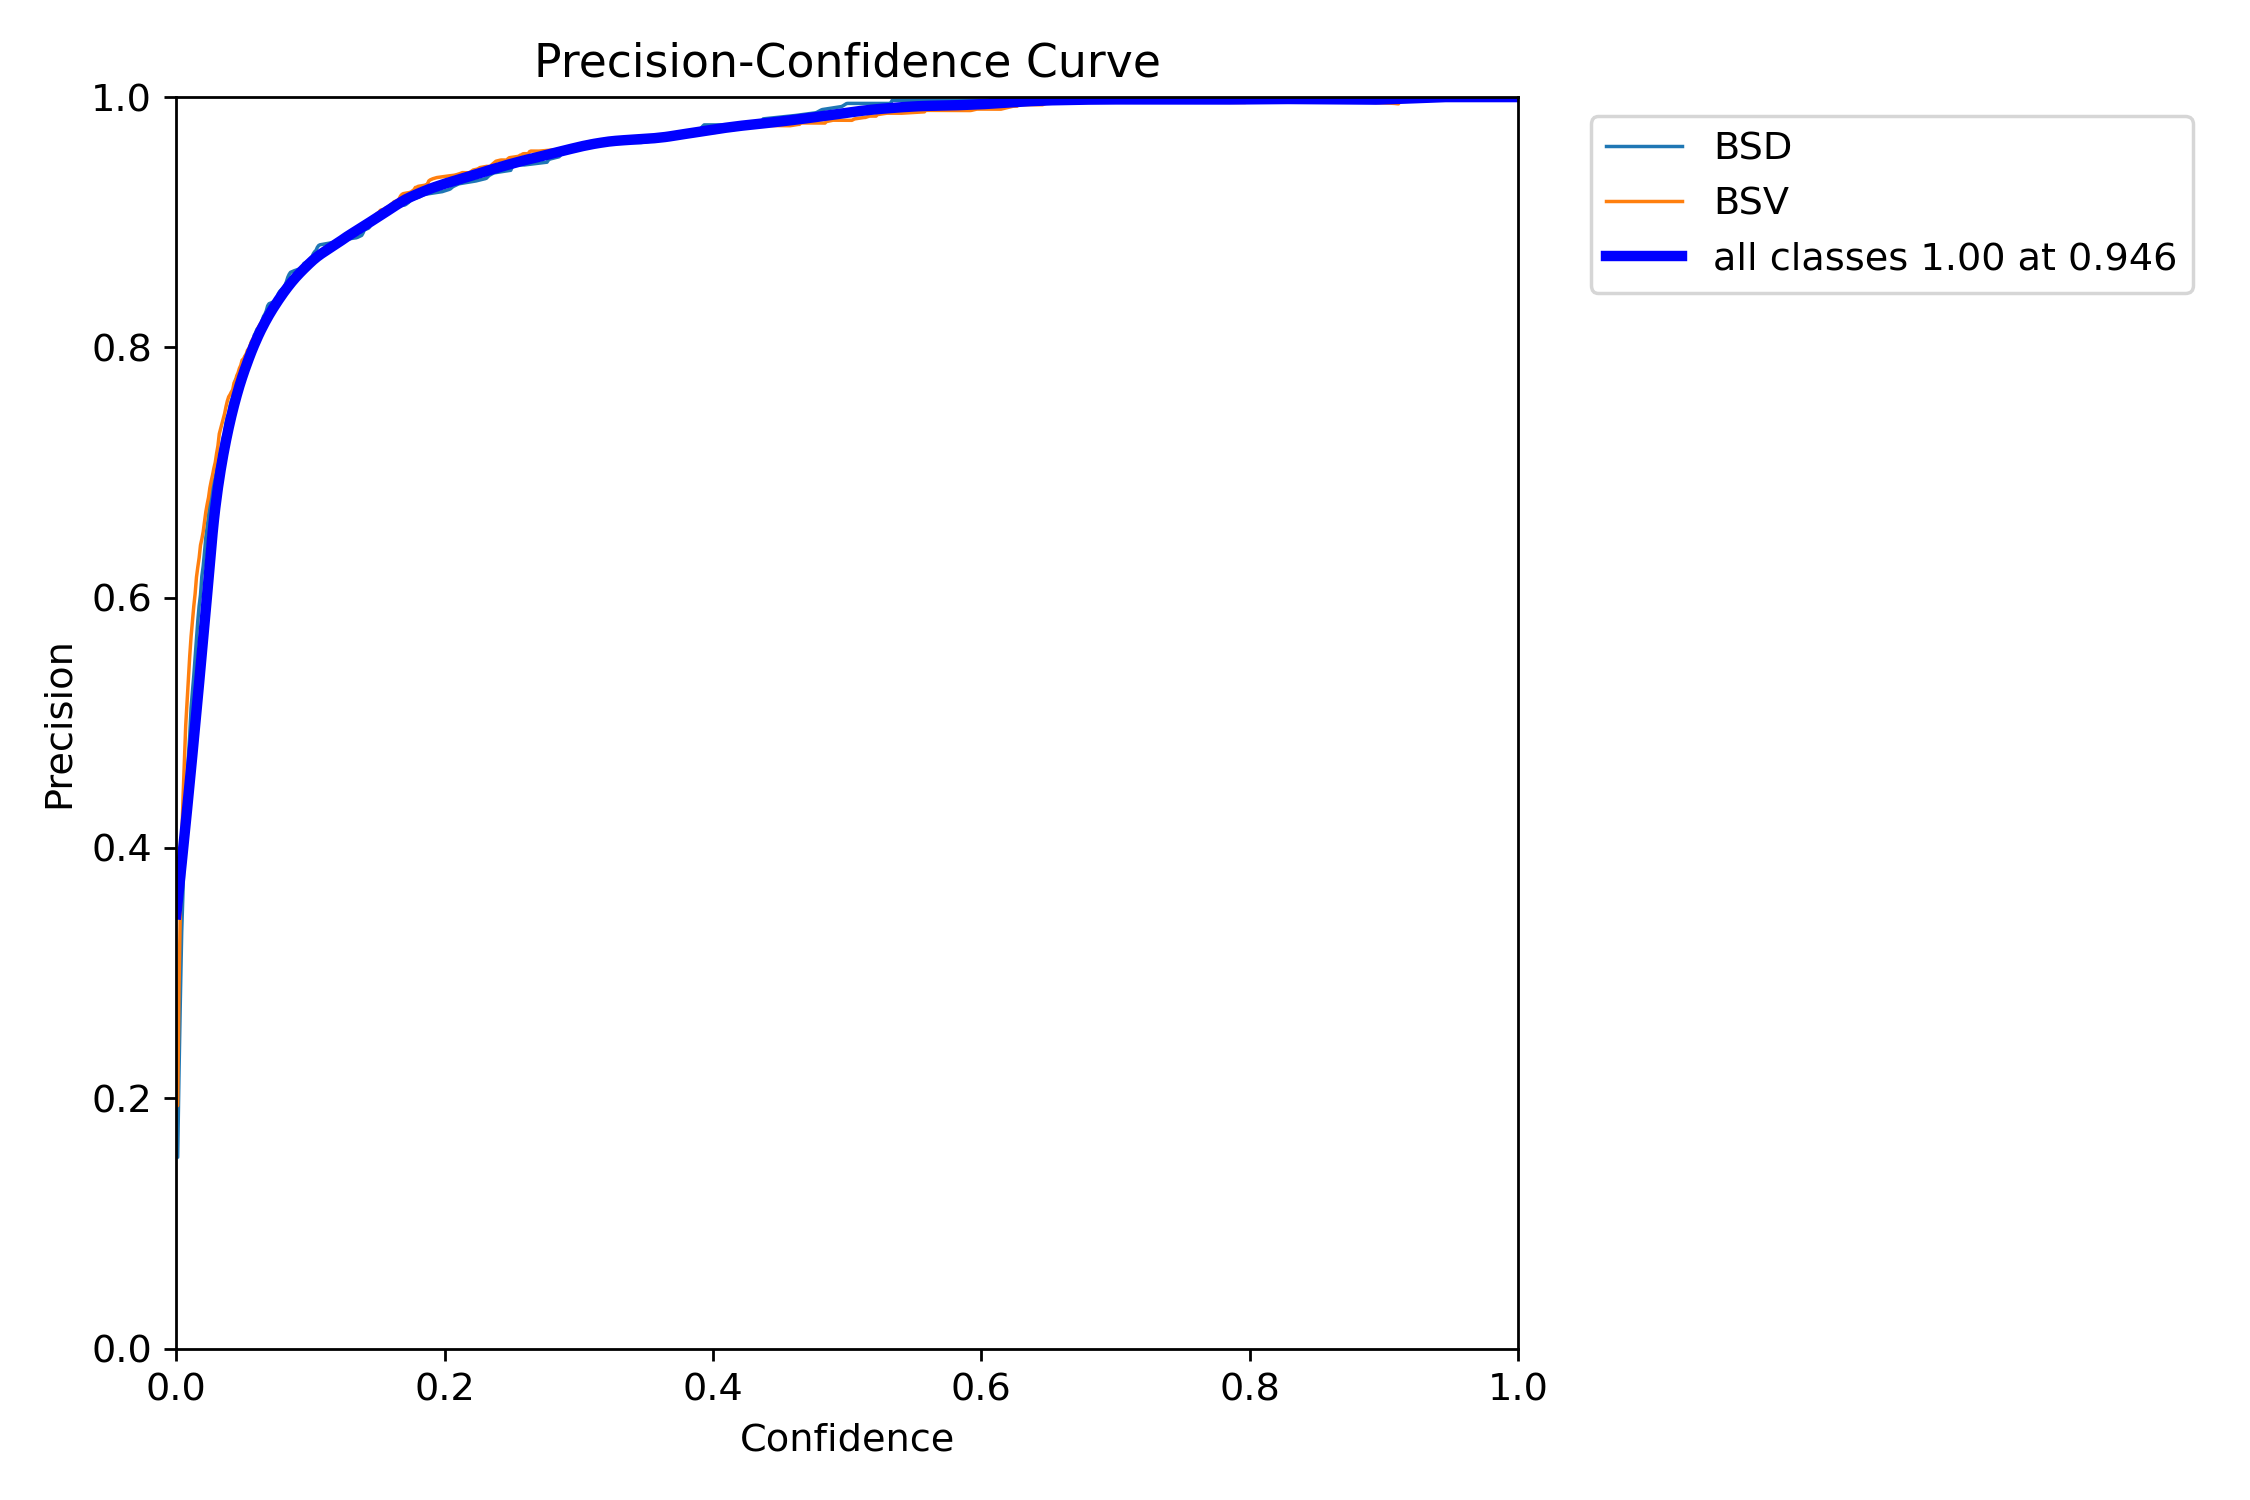 Precision-Confidence Curve
1.0
0.8
0.6
0.4
0.2
0.0
Precision
0.0 0.2 0.4 0.6 0.8 1.0
Confidence
BSD
BSV
all classes 1.00 at 0.946